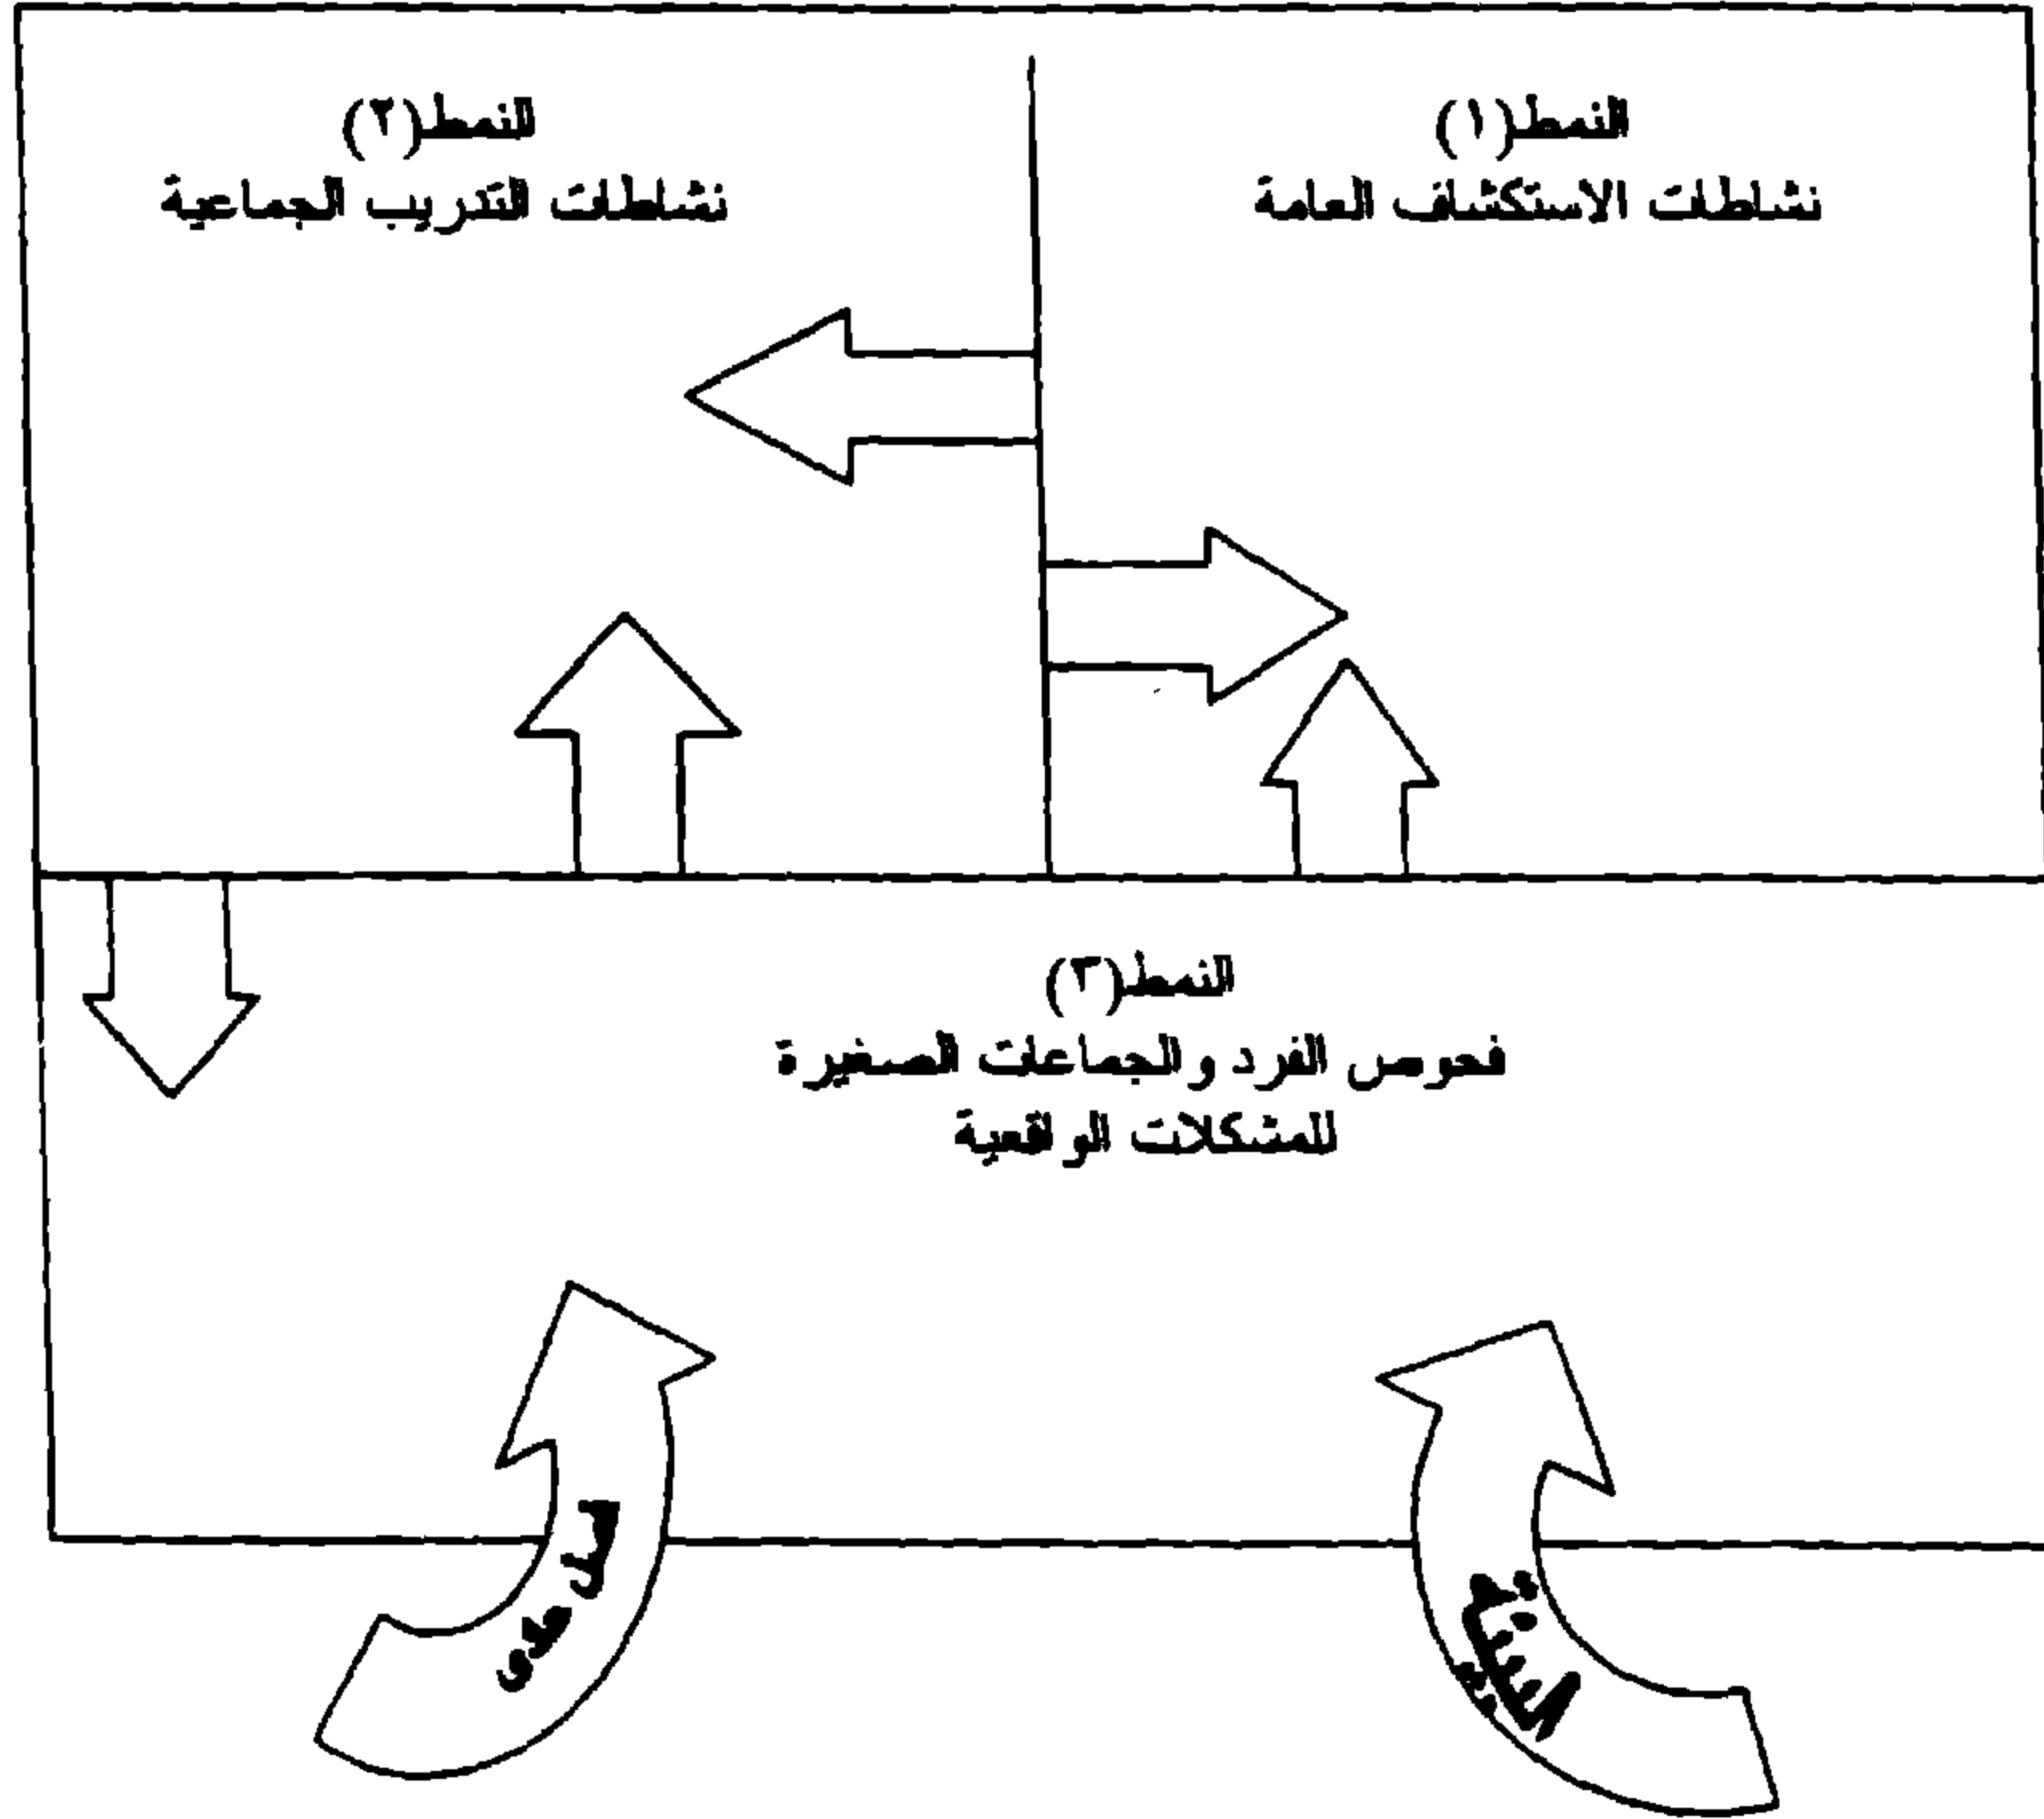 النمط(١)
نشاطات الاستكشاف العامة
النمط(٢)
نشاطات التدريب الجماعية
النمط(٣)
فحوص الفرد والجماعات الصغيرة
للمشكلات الواقعية